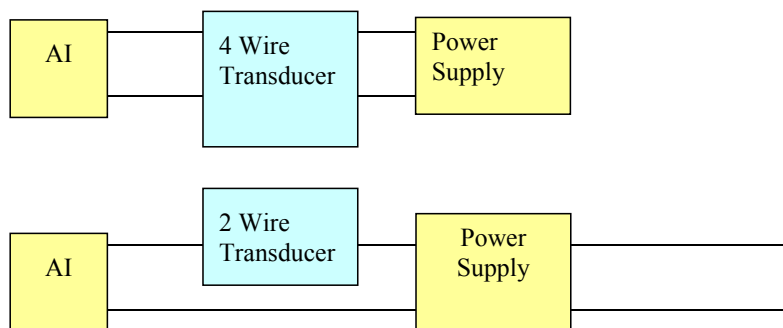 AI
4 Wire
Transducer
Power
Supply
AI
2 Wire
Transducer
Power
Supply